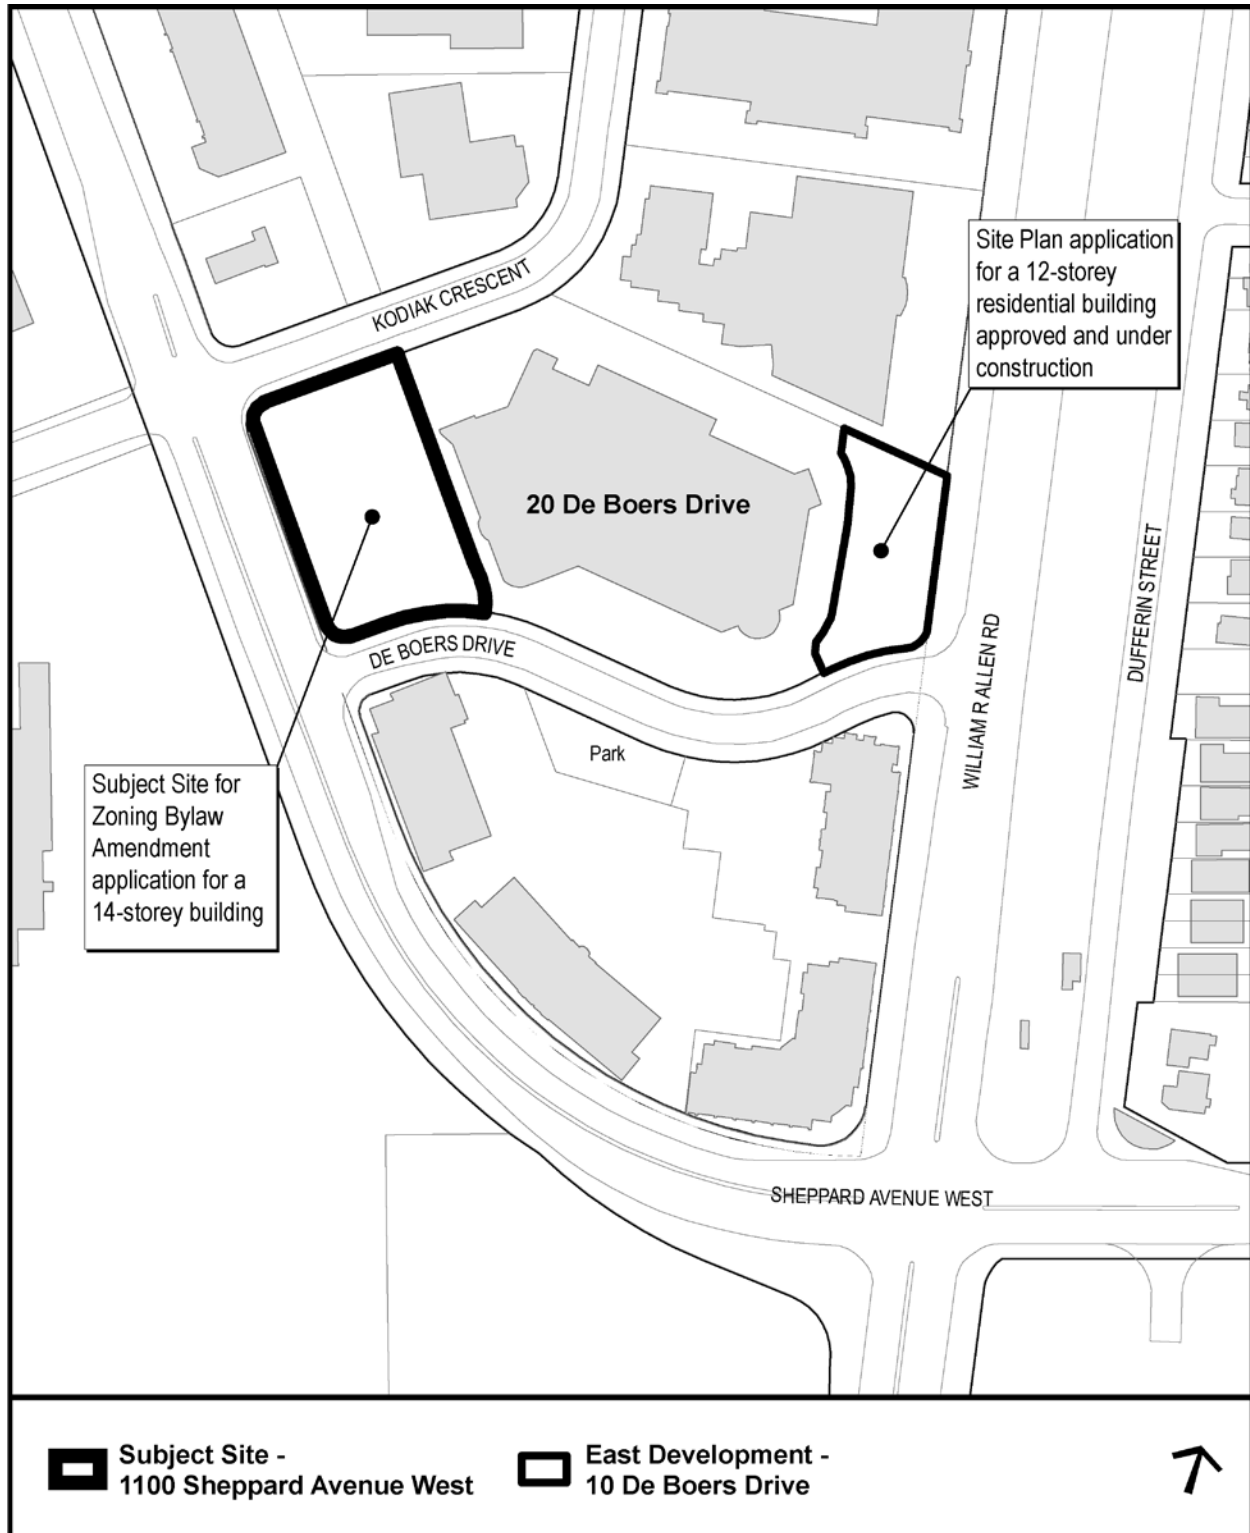 KODIAK CRESCENT
Site Plan application
for a 12-storey
residential building
approved and under
construction
20 De Boers Drive
DE BOERS DRIVE
WILLIAM R ALLEN RD
DUFFERIN STREET
Park
Subject Site for
Zoning Bylaw
Amendment
application for a
14-storey building
SHEPPARD AVENUE WEST
Subject Site -
1100 Sheppard Avenue West
East Development -
10 De Boers Drive